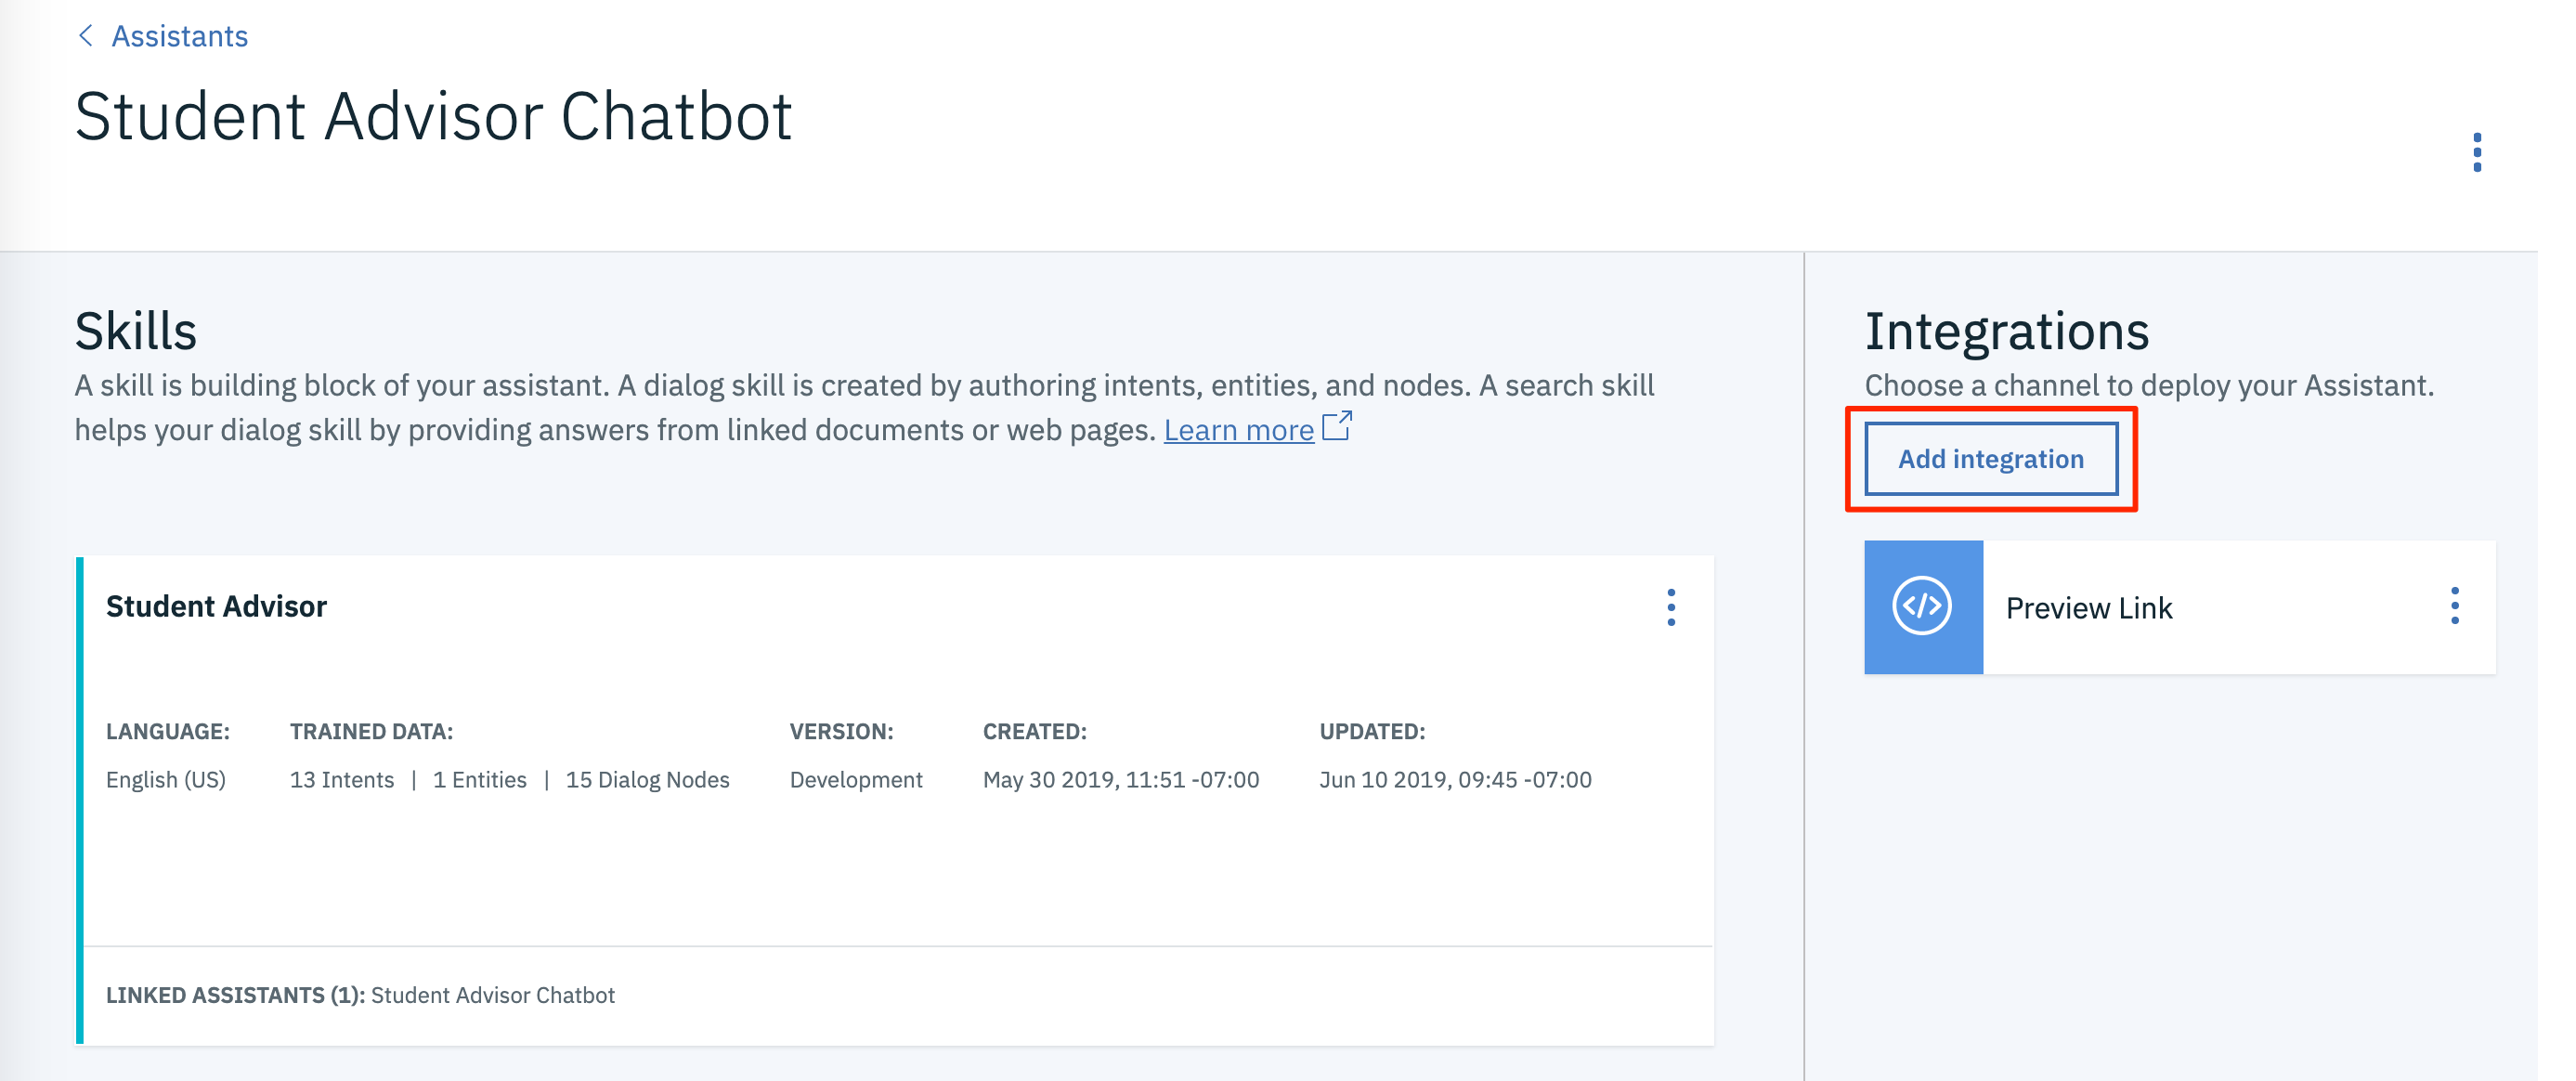 Assistants
Student Advisor Chatbot
Skills
A skill is building block of your assistant. A dialog skill is created by authoring intents, entities, and nodes. A search skill
helps your dialog skill by providing answers from linked documents or web pages. Learn more
Student Advisor
LANGUAGE: TRAINED DATA: VERSION: CREATED: UPDATED:
English (US) 13 Intents | 1 Entities | 15 Dialog Nodes Development May 30 2019, 11:51 -07:00 Jun 10 2019, 09:45 -07:00
LINKED ASSISTANTS (1): Student Advisor Chatbot
Integrations
Choose a channel to deploy your Assistant.
Add integration
Preview Link